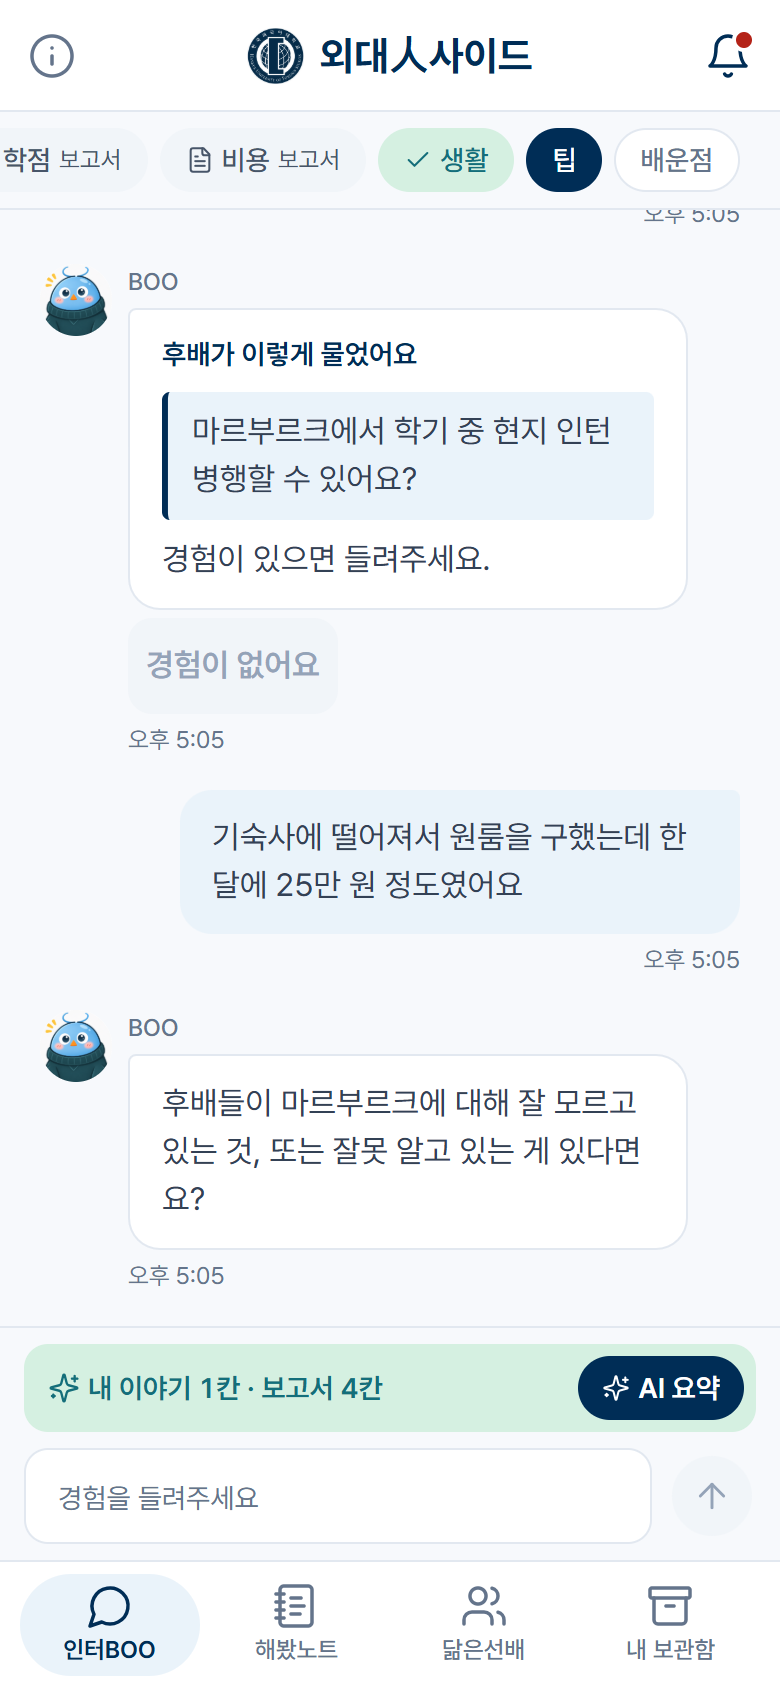 외대人사이드
학점 보고서
비용 보고서
생활
팁
배운점
오후 5:05
BOO
후배가 이렇게 물었어요
마르부르크에서 학기 중 현지 인턴
병행할 수 있어요?
경험이 있으면 들려주세요.
경험이 없어요
오후 5:05
기숙사에 떨어져서 원룸을 구했는데 한
달에 25만 원 정도였어요
오후 5:05
BOO
후배들이 마르부르크에 대해 잘 모르고
있는 것, 또는 잘못 알고 있는 게 있다면
요?
오후 5:05
내 이야기 1칸 · 보고서 4칸
AI 요약
경험을 들려주세요
인터BOO
해봤노트
닮은선배
내 보관함